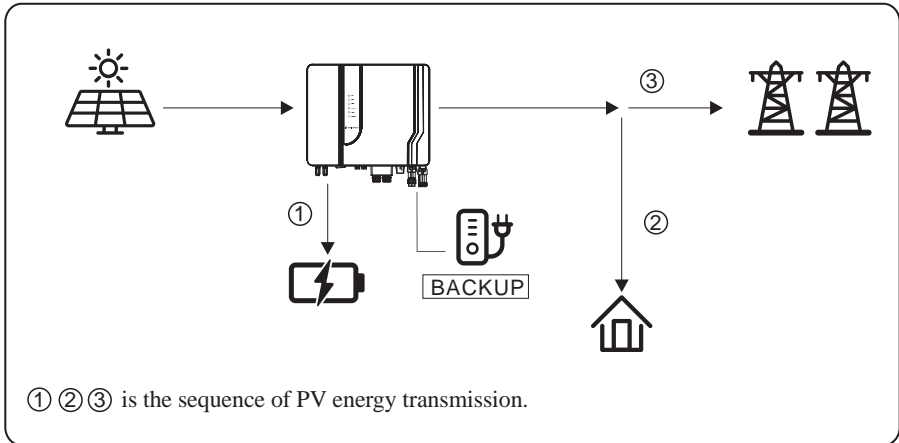 ③
①
②
BACKUP
① ② ③ is the sequence of PV energy transmission.